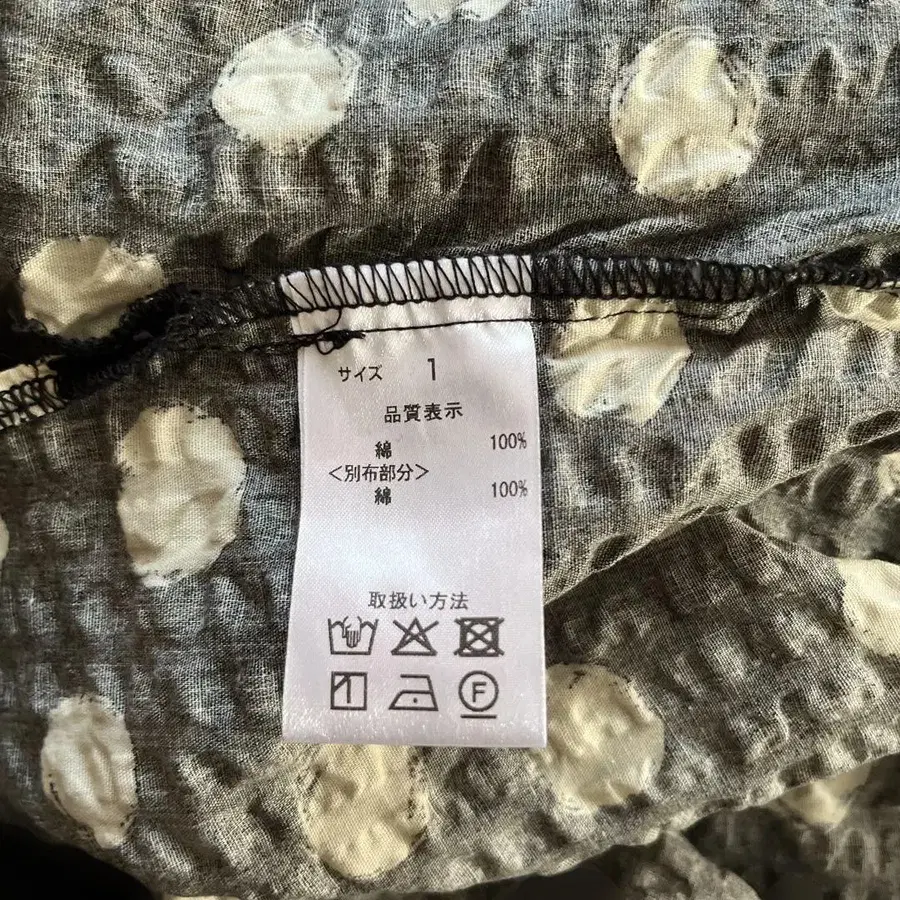 サイズ 1
品質表示
綿 100%
<別布部分>
綿 100%
取扱い方法
F